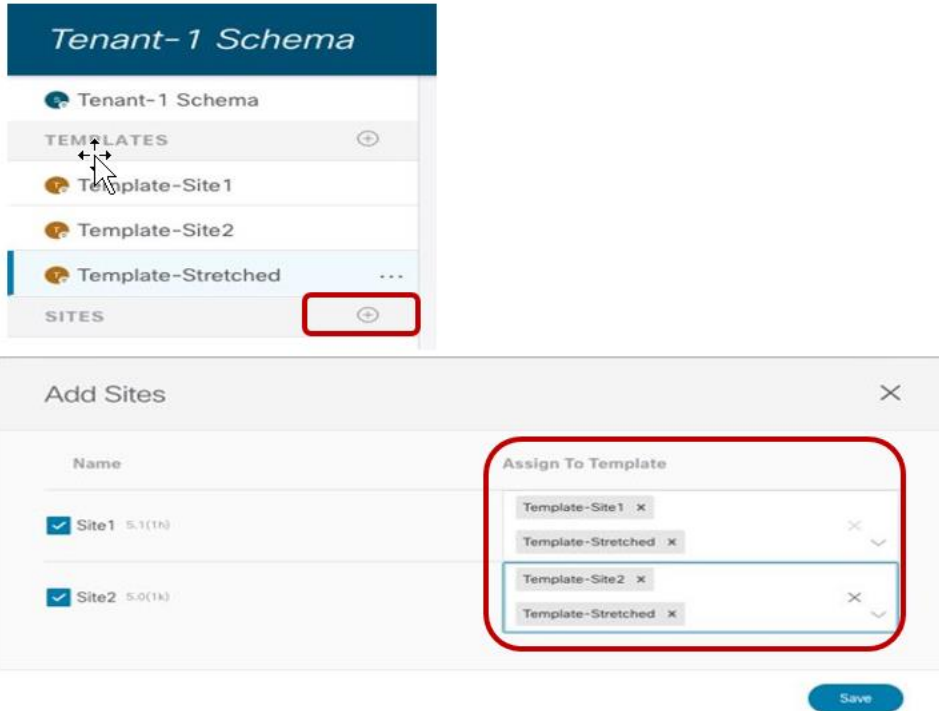 Tenant-1 Schema
Tenant-1 Schema
TEMPLATES
Template-Site1
Template-Site2
Template-Stretched ...
SITES
Add Sites
Name
Assign To Template
Site1 5.1(1h)
Template-Site1
Template-Stretched
Site2 5.0(1k)
Template-Site2
Template-Stretched
Save